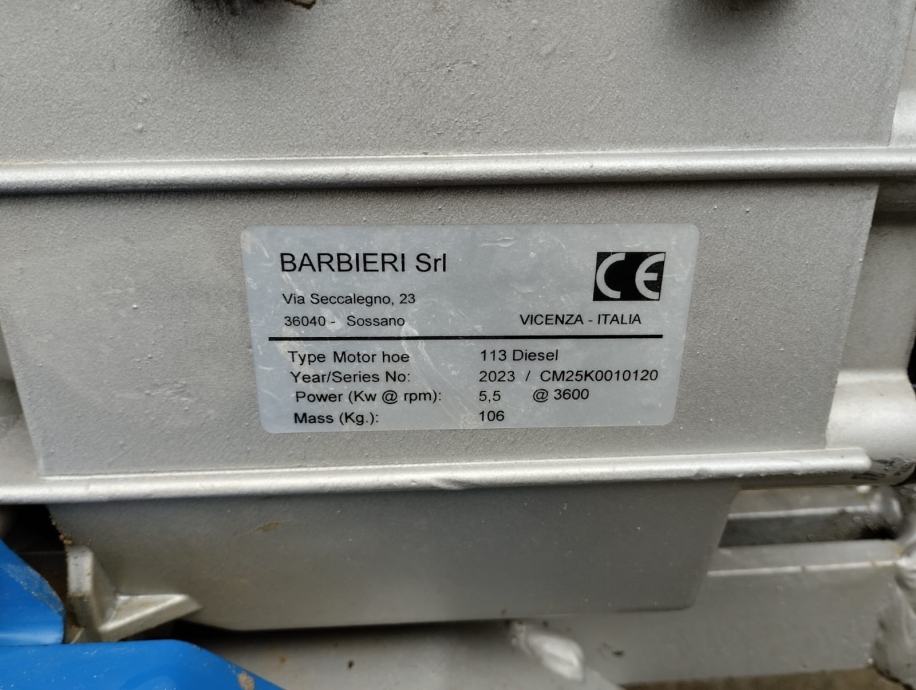 BARBIERI Srl
CE
Via Seccalegno, 23
36040 - Sossano VICENZA - ITALIA
Type Motor hoe 113 Diesel
Year/Series No: 2023 / CM25K0010120
Power (Kw @ rpm): 5,5 @ 3600
Mass (Kg.): 106